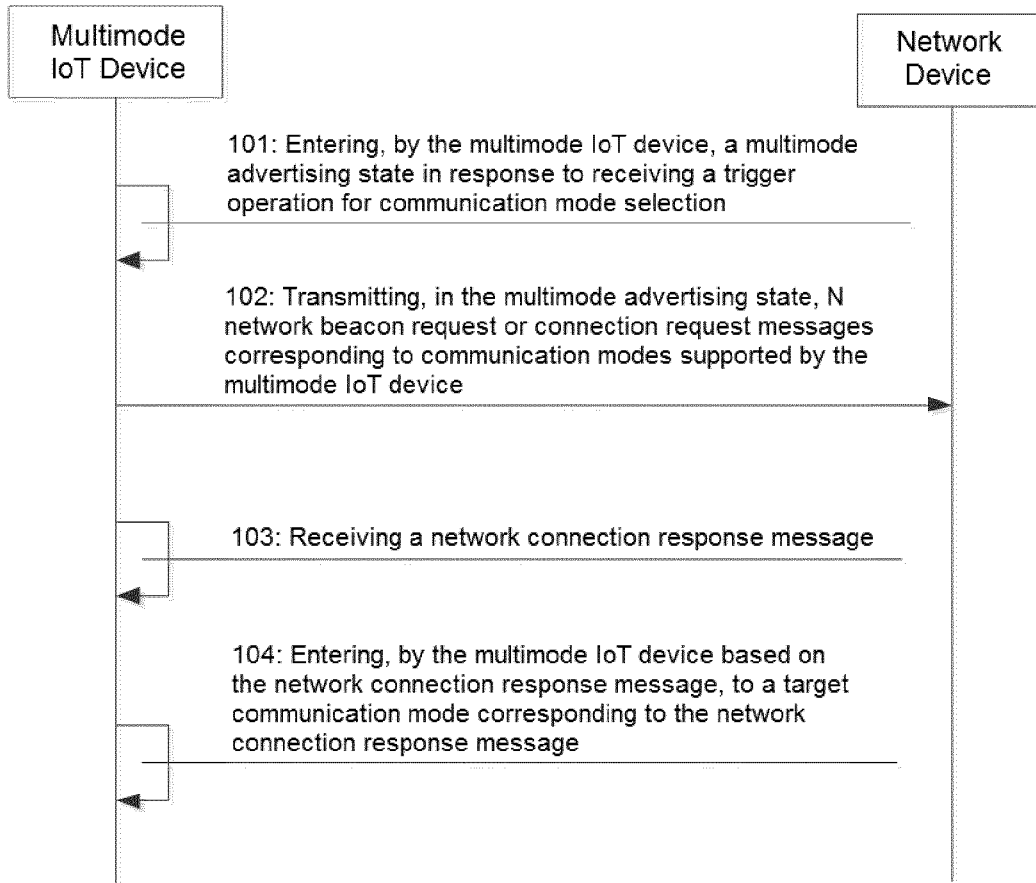 Multimode
IoT Device
Network
Device
101: Entering, by the multimode IoT device, a multimode
advertising state in response to receiving a trigger
operation for communication mode selection
102: Transmitting, in the multimode advertising state, N
network beacon request or connection request messages
corresponding to communication modes supported by the
multimode IoT device
103: Receiving a network connection response message
104: Entering, by the multimode IoT device based on
the network connection response message, to a target
communication mode corresponding to the network
connection response message